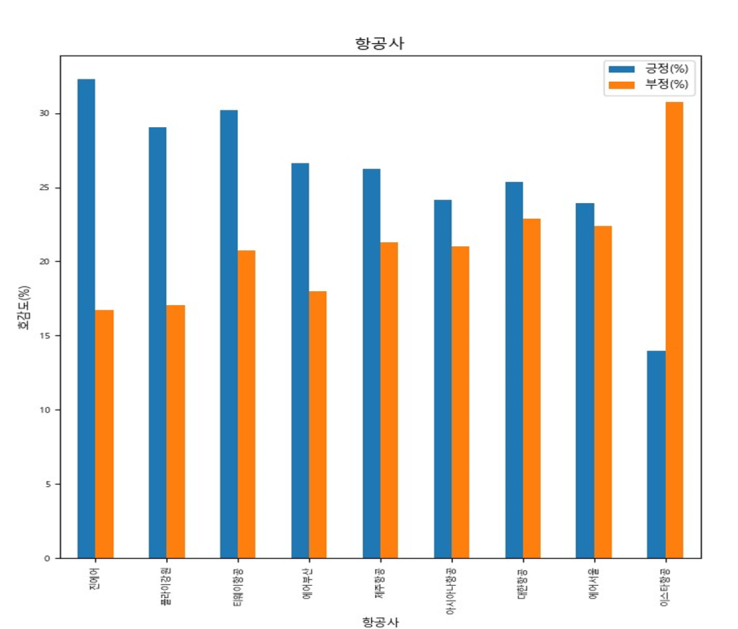 항공사
긍정(%)
부정(%)
호감도(%)
30
25
20
15
10
5
0
진에어
플라이강원
티웨이항공
에어부산
제주항공
아시아나항공
대한항공
에어서울
이스타항공
항공사